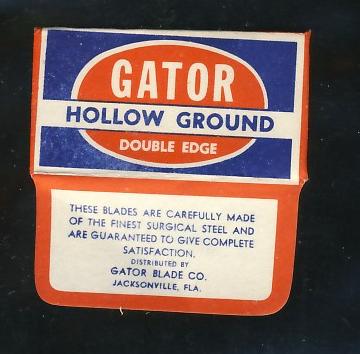 GATOR
HOLLOW GROUND
DOUBLE EDGE
THESE BLADES ARE CAREFULLY MADE
OF THE FINEST SURGICAL STEEL AND
ARE GUARANTEED TO GIVE COMPLETE
SATISFACTION.
DISTRIBUTED BY
GATOR BLADE CO.
JACKSONVILLE, FLA.